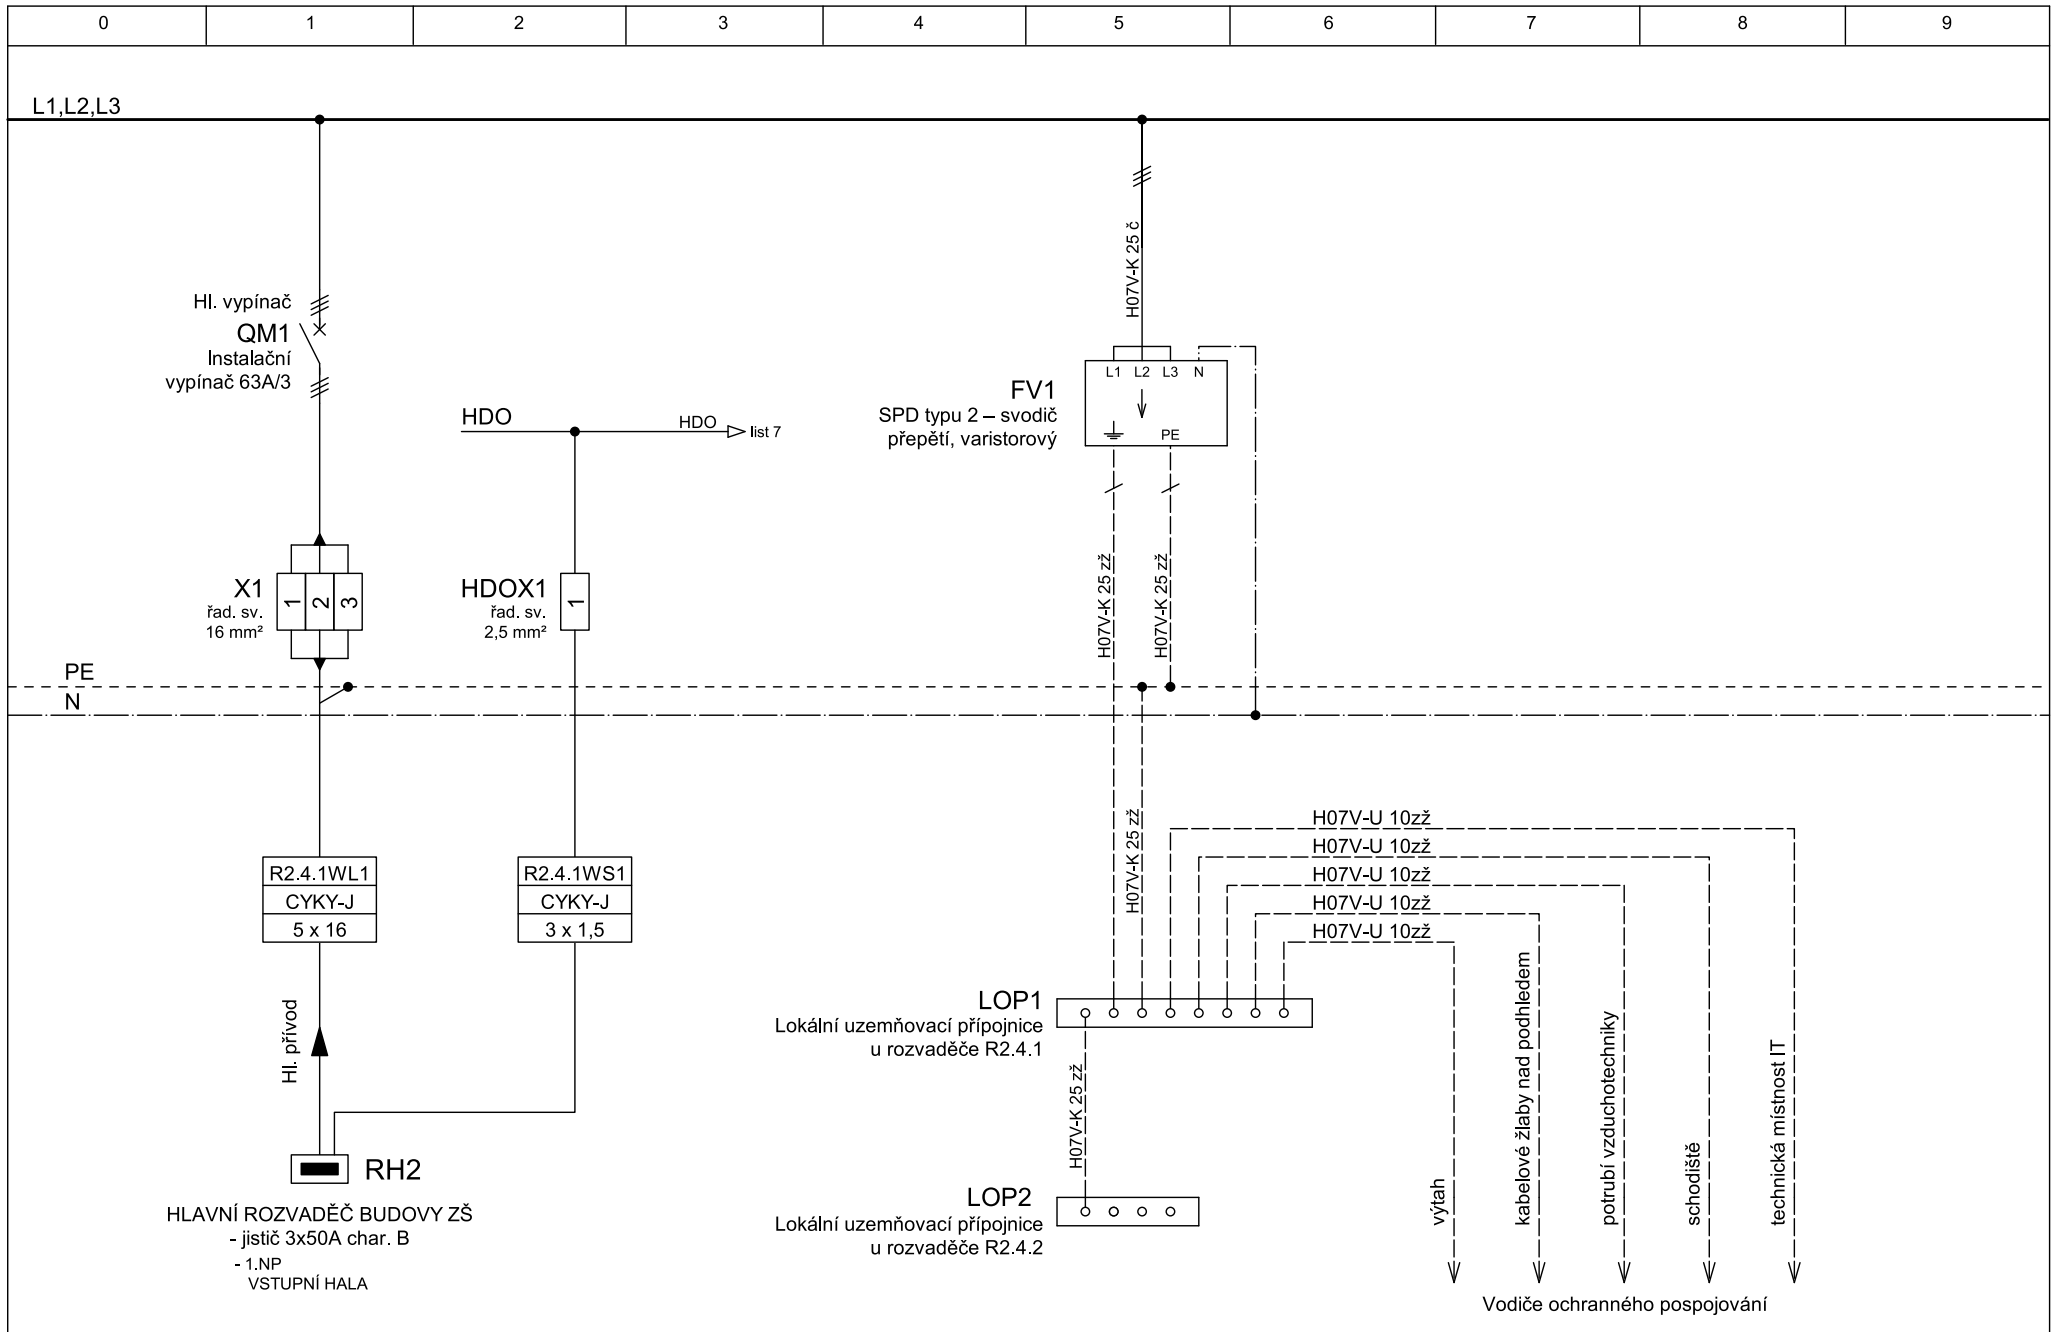 0 1 2 3 4 5 6 7 8 9
L1,L2,L3
Hl. vypínač
QM1
Instalační
vypínač 63A/3
X1
řad. sv.
16 mm²
1 2 3
HDO
HDO
list 7
HDOX1
řad. sv.
2,5 mm²
1
H07V-K 25 č
FV1
SPD typu 2 – svodič
přepětí, varistorový
L1 L2 L3 N
PE
H07V-K 25 zž
H07V-K 25 zž
PE
N
R2.4.1WL1
CYKY-J
5 x 16
R2.4.1WS1
CYKY-J
3 x 1,5
Hl. přívod
RH2
HLAVNÍ ROZVADĚČ BUDOVY ZŠ
- jistič 3x50A char. B
- 1.NP
VSTUPNÍ HALA
H07V-K 25 zž
H07V-U 10zž
H07V-U 10zž
H07V-U 10zž
H07V-U 10zž
H07V-U 10zž
LOP1
Lokální uzemňovací přípojnice
u rozvaděče R2.4.1
H07V-K 25 zž
LOP2
Lokální uzemňovací přípojnice
u rozvaděče R2.4.2
výtah
kabelové žlaby nad podhledem
potrubí vzduchotechniky
schodiště
technická místnost IT
Vodiče ochranného pospojování